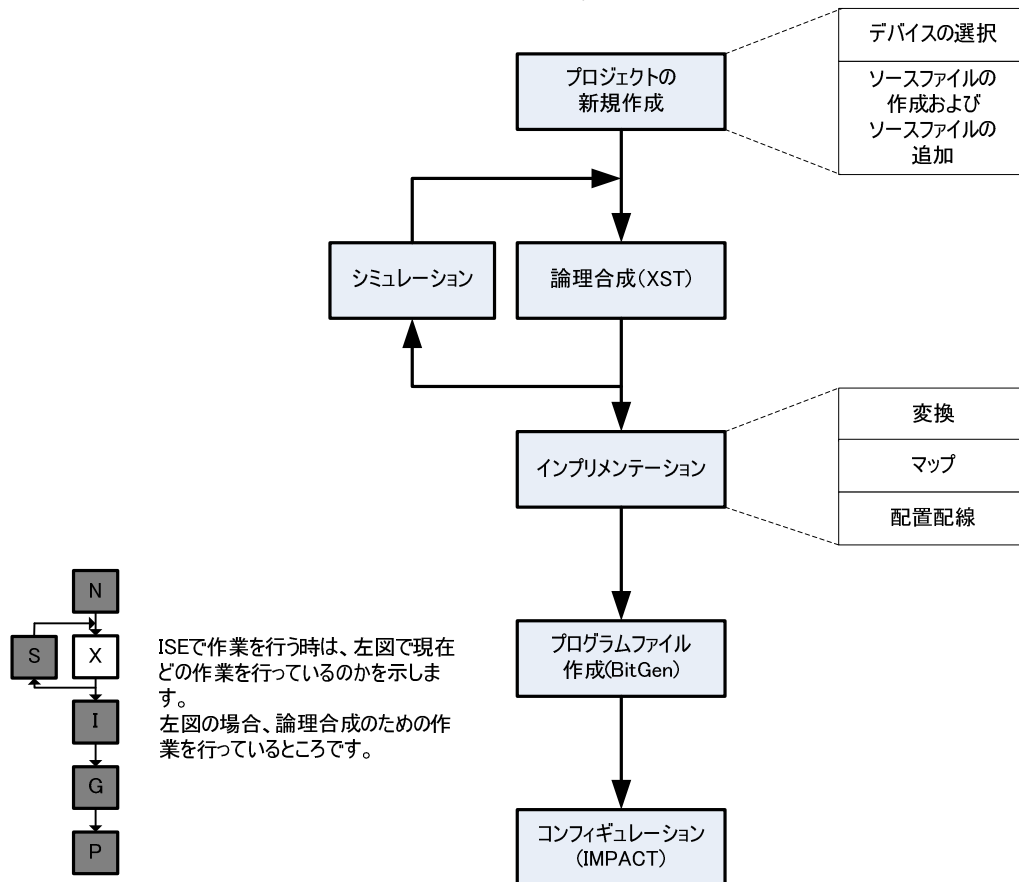 デバイスの選択
プロジェクトの
新規作成
ソースファイルの
作成および
ソースファイルの
追加
シミュレーション
論理合成(XST)
変換
インプリメンテーション
マップ
配置配線
N
S
X
I
G
P
ISEで作業を行う時は、左図で現在
どの作業を行っているのかを示しま
す。
左図の場合、論理合成のための作
業を行っているところです。
プログラムファイル
作成(BitGen)
コンフィギュレーション
(IMPACT)